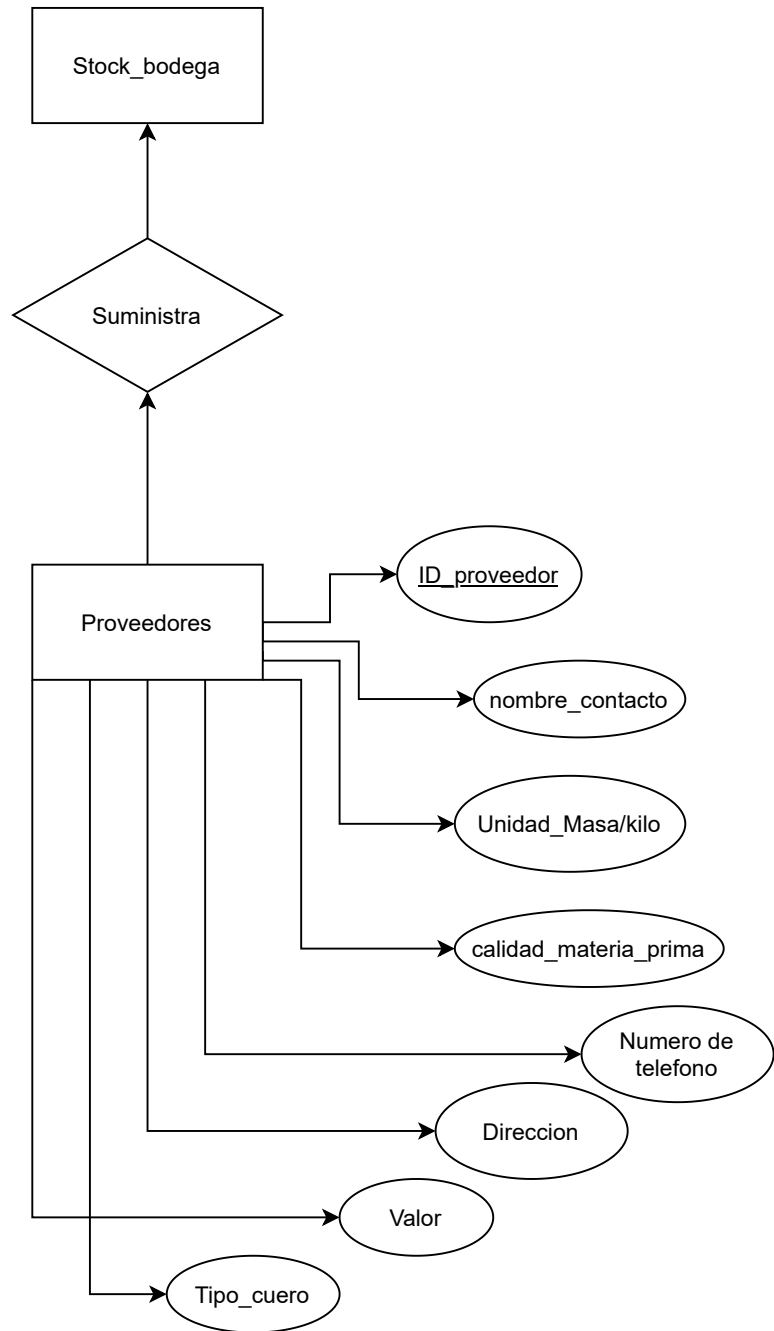 Stock_bodega
Suministra
Proveedores
ID_proveedor
nombre_contacto
Unidad_Masa/kilo
calidad_materia_prima
Numero de
telefono
Direccion
Valor
Tipo_cuero